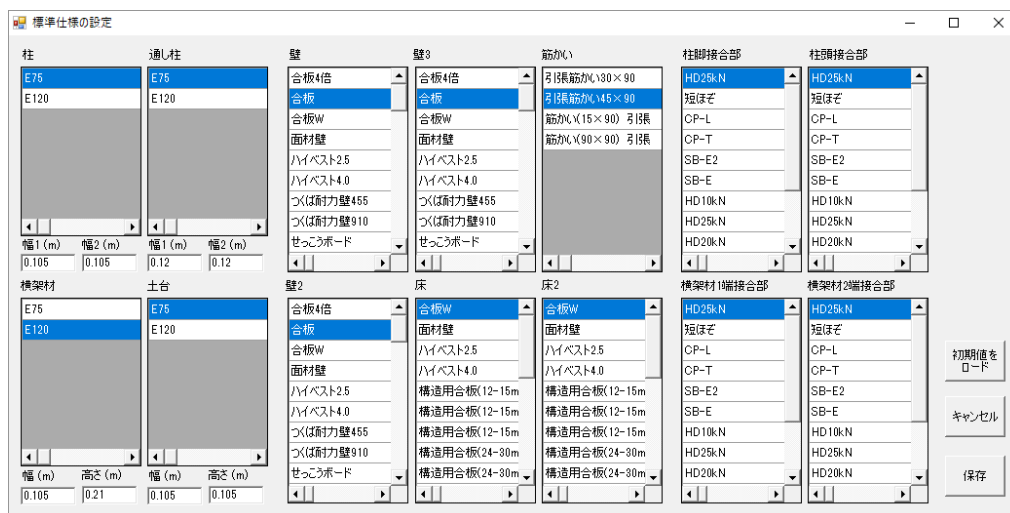 標準仕様の設定
柱
E75
E120
幅1(m) 幅2(m)
0.105 0.105
通し柱
E75
E120
幅1(m) 幅2(m)
0.12 0.12
壁
合板4倍
合板
合板W
面材壁
ハイベスト2.5
ハイベスト4.0
つくば耐力壁455
つくば耐力壁910
せっこうボード
壁3
合板4倍
合板
合板W
面材壁
ハイベスト2.5
ハイベスト4.0
つくば耐力壁455
つくば耐力壁910
せっこうボード
筋かい
引張筋かい30×90
引張筋かい45×90
筋かい(15×90) 引張
筋かい(90×90) 引張
柱脚接合部
HD25kN
短ほぞ
CP-L
CP-T
SB-E2
SB-E
HD10kN
HD25kN
HD20kN
柱頭接合部
HD25kN
短ほぞ
CP-L
CP-T
SB-E2
SB-E
HD10kN
HD25kN
HD20kN
横架材
E75
E120
幅(m) 高さ(m)
0.105 0.21
土台
E75
E120
幅(m) 高さ(m)
0.105 0.105
壁2
合板4倍
合板
合板W
面材壁
ハイベスト2.5
ハイベスト4.0
つくば耐力壁455
つくば耐力壁910
せっこうボード
床
合板W
面材壁
ハイベスト2.5
ハイベスト4.0
構造用合板(12-15m
構造用合板(12-15m
構造用合板(12-15m
構造用合板(24-30m
構造用合板(24-30m
床2
合板W
面材壁
ハイベスト2.5
ハイベスト4.0
構造用合板(12-15m
構造用合板(12-15m
構造用合板(12-15m
構造用合板(24-30m
構造用合板(24-30m
横架材1端接合部
HD25kN
短ほぞ
CP-L
CP-T
SB-E2
SB-E
HD10kN
HD25kN
HD20kN
横架材2端接合部
HD25kN
短ほぞ
CP-L
CP-T
SB-E2
SB-E
HD10kN
HD25kN
HD20kN
初期値を
ロード
キャンセル
保存